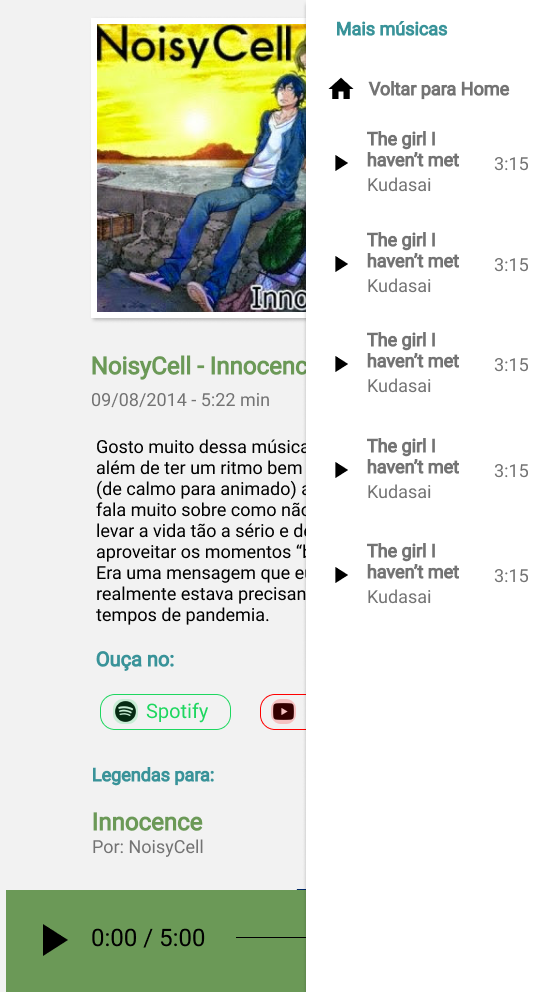 NoisyCell
Inno
NoisyCell - Innocenc
09/08/2014 - 5:22 min
Gosto muito dessa música
além de ter um ritmo bem
(de calmo para animado) a
fala muito sobre como não
levar a vida tão a sério e de
aproveitar os momentos “b
Era uma mensagem que eu
realmente estava precisan
tempos de pandemia.
Ouça no:
Spotify
Legendas para:
Innocence
Por: NoisyCell
0:00 / 5:00
Mais músicas
Voltar para Home
The girl I
haven’t met
Kudasai
3:15
The girl I
haven’t met
Kudasai
3:15
The girl I
haven’t met
Kudasai
3:15
The girl I
haven’t met
Kudasai
3:15
The girl I
haven’t met
Kudasai
3:15